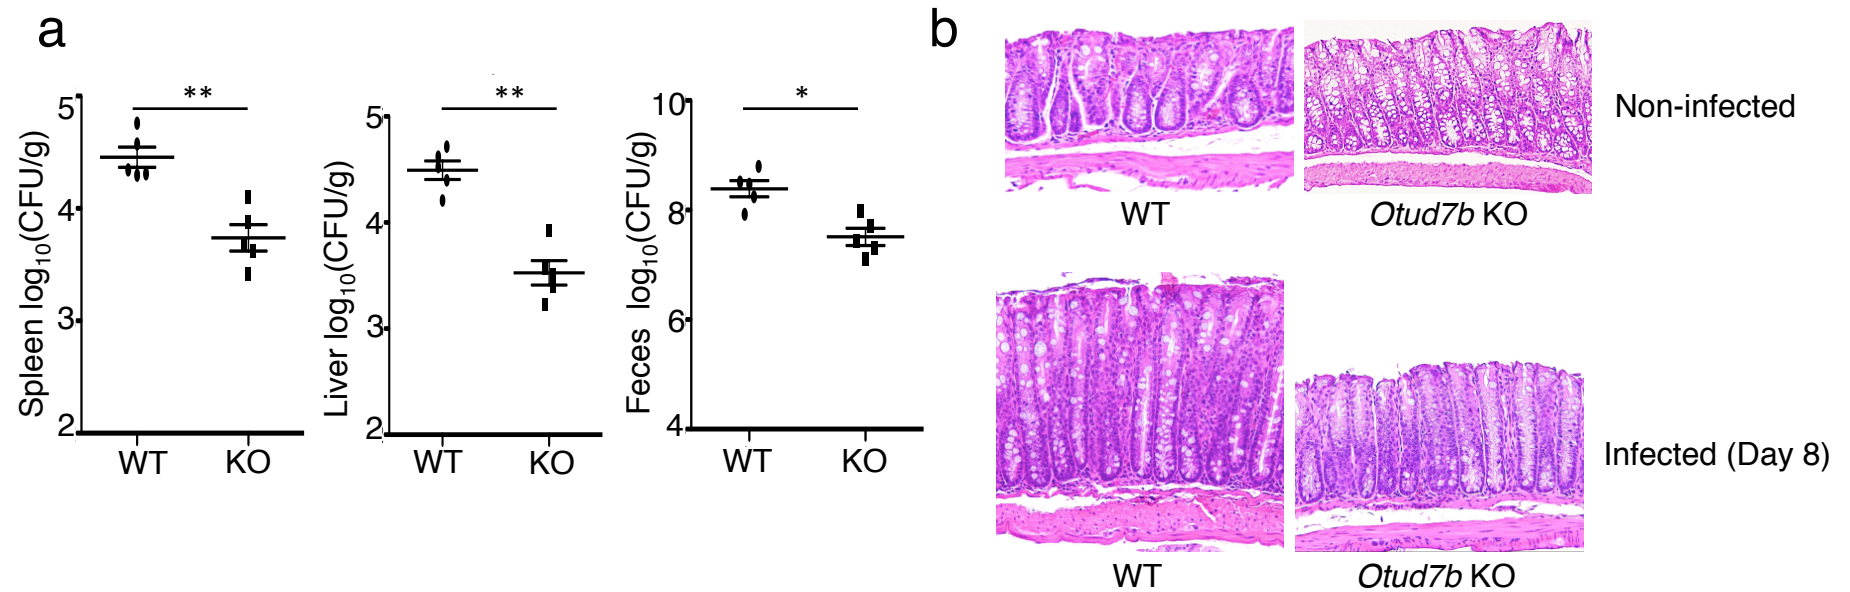 a
**
5
4
3
2
Spleen log10(CFU/g)
WT
KO
**
5
4
3
2
Liver log10(CFU/g)
WT
KO
*
10
8
6
4
Feces log10(CFU/g)
WT
KO
b
WT
Otud7b KO
Non-infected
WT
Otud7b KO
Infected (Day 8)